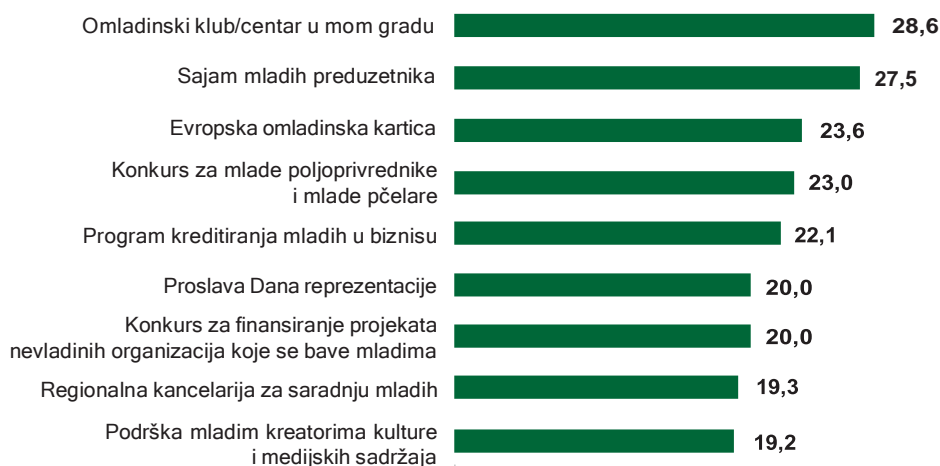 Omladinski klub/centar u mom gradu 28,6
Sajam mladih preduzetnika 27,5
Evropska omladinska kartica 23,6
Konkurs za mlade poljoprivrednike
i mlade pčelare 23,0
Program kreditiranja mladih u biznisu 22,1
Proslava Dana reprezentacije 20,0
Konkurs za finansiranje projekata
nevladinih organizacija koje se bave mladima 20,0
Regionalna kancelarija za saradnju mladih 19,3
Podrška mladim kreatorima kulture
i medijskih sadržaja 19,2